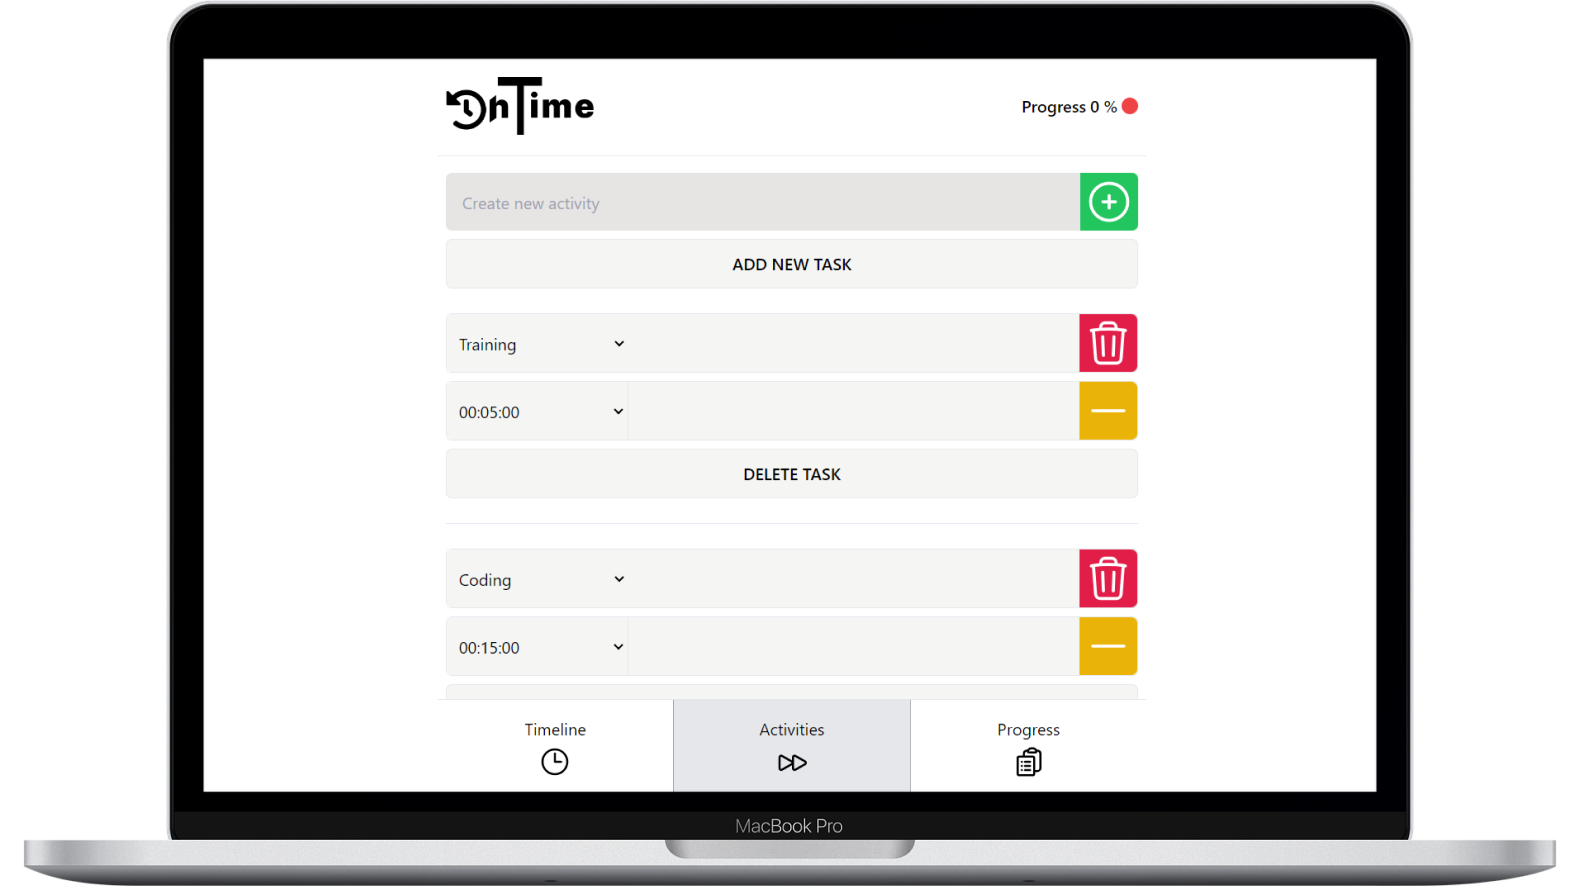 OnTime
Progress 0 %
Create new activity
ADD NEW TASK
Training
00:05:00
DELETE TASK
Coding
00:15:00
Timeline
Activities
Progress
MacBook Pro